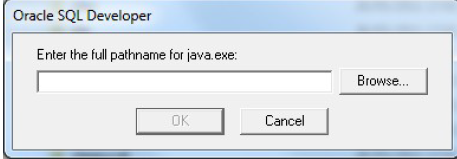 Oracle SQL Developer
Enter the full pathname for java.exe:
Browse...
OK
Cancel